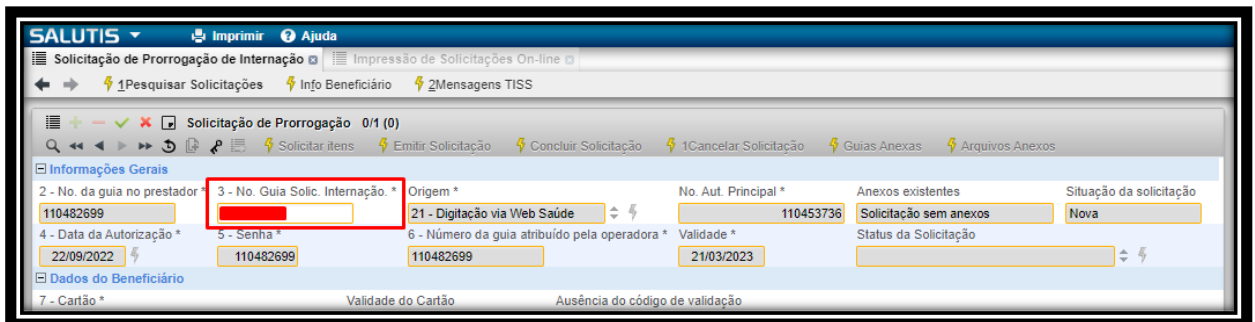 SALUTIS Imprimir Ajuda
Solicitação de Prorrogação de Internação Impressão de Solicitações On-line
1Pesquisar Solicitações Info Beneficiário 2Mensagens TISS
Solicitação de Prorrogação 0/1 (0)
Solicitar itens Emitir Solicitação Concluir Solicitação 1Cancelar Solicitação Guias Anexas Arquivos Anexos
Informações Gerais
2 - No. da guia no prestador * 3 - No. Guia Solic. Internação. * Origem * No. Aut. Principal * Anexos existentes Situação da solicitação
110482699 21 - Digitação via Web Saúde 110453736 Solicitação sem anexos Nova
4 - Data da Autorização * 5 - Senha * 6 - Número da guia atribuído pela operadora * Validade * Status da Solicitação
22/09/2022 110482699 110482699 21/03/2023
Dados do Beneficiário
7 - Cartão * Validade do Cartão Ausência do código de validação